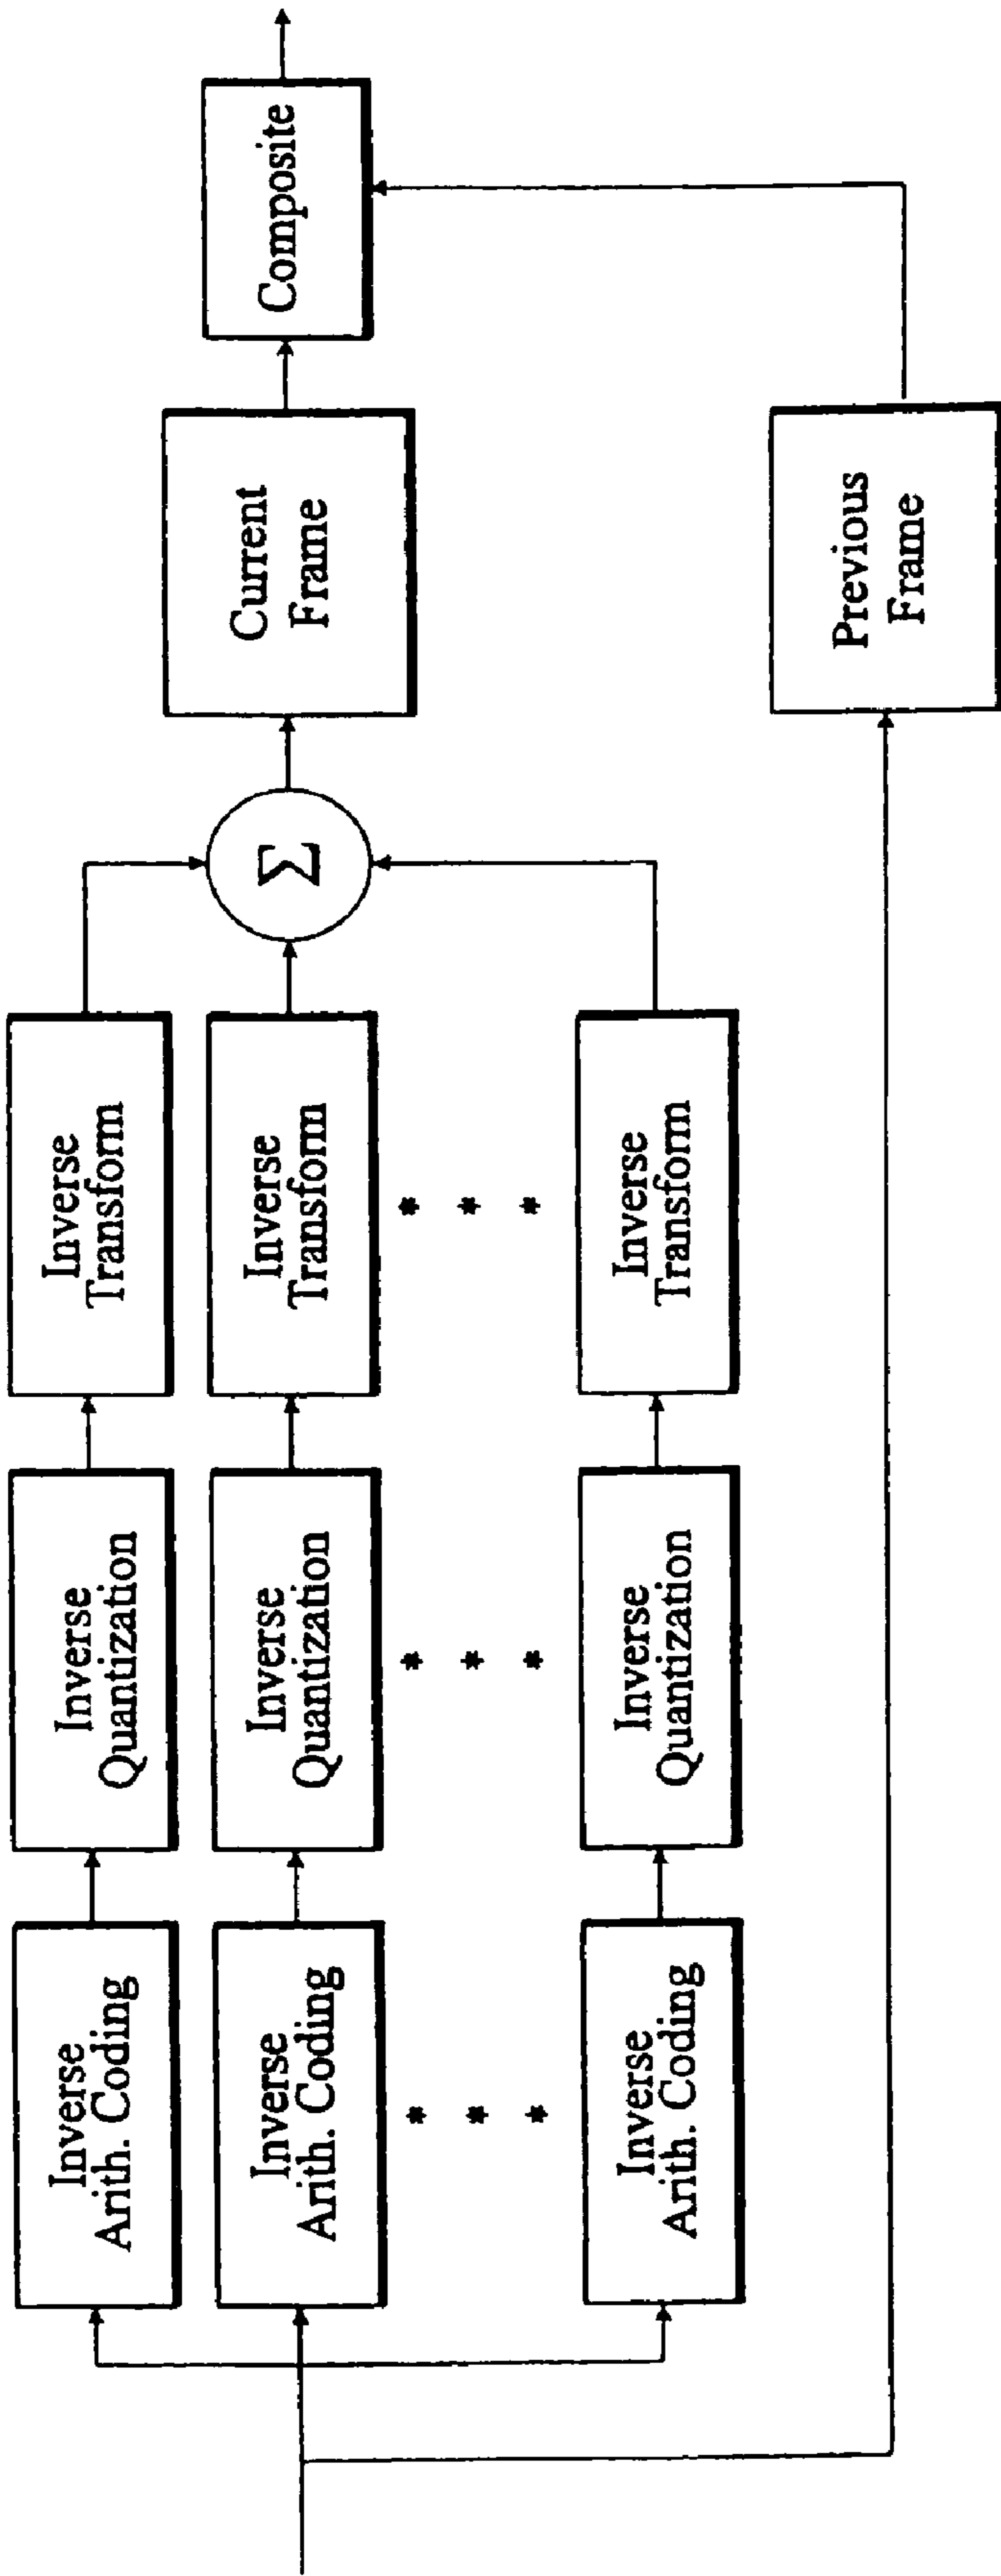 Inverse
Arith. Coding
Inverse
Quantization
Inverse
Transform
Inverse
Arith. Coding
Inverse
Quantization
Inverse
Transform
Σ
Current
Frame
Composite
* * *
* * *
* * *
Inverse
Arith. Coding
Inverse
Quantization
Inverse
Transform
Previous
Frame